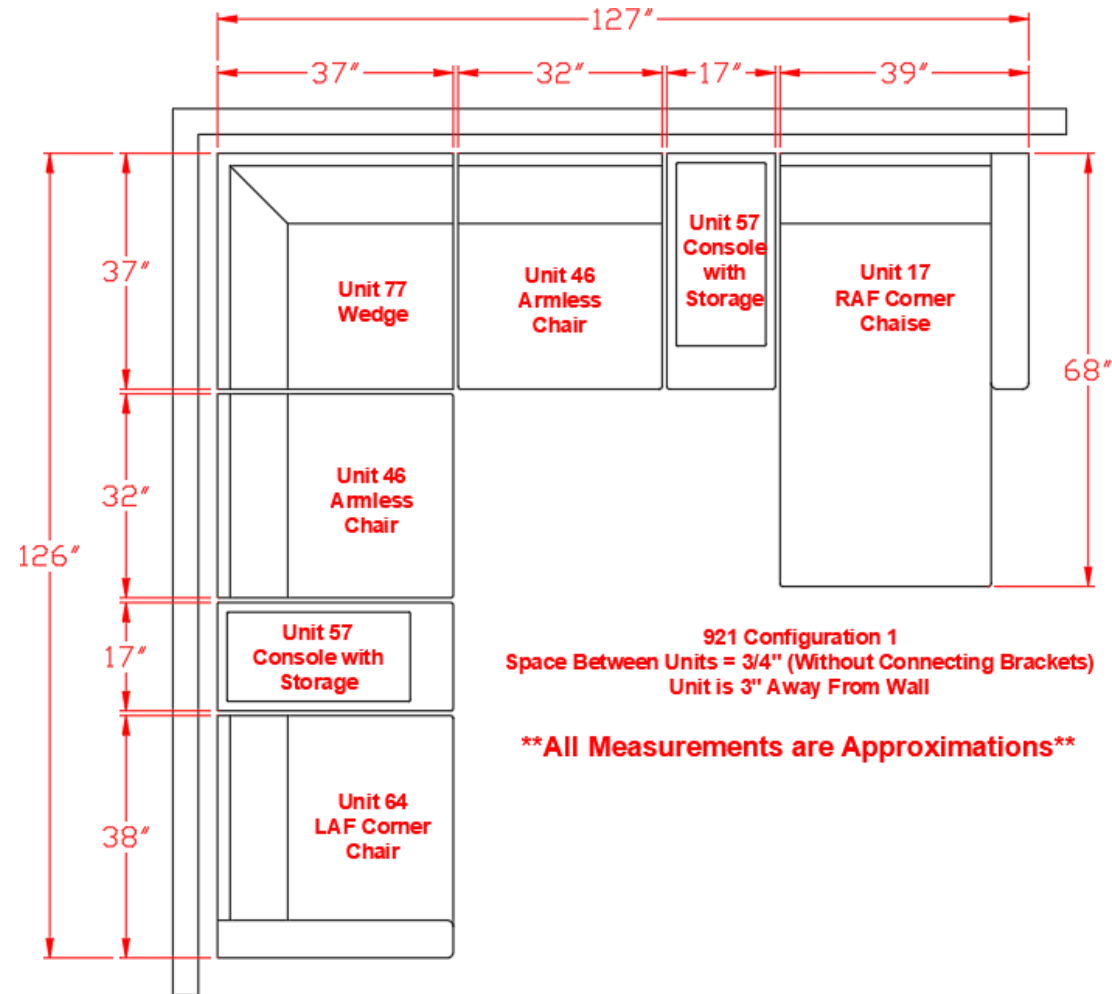 127"
37"
32"
17"
39"
Unit 57
Console
with
Storage
Unit 77
Wedge
Unit 46
Armless
Chair
Unit 17
RAF Corner
Chaise
37"
68"
Unit 46
Armless
Chair
32"
126"
Unit 57
Console with
Storage
17"
921 Configuration 1
Space Between Units = 3/4" (Without Connecting Brackets)
Unit is 3" Away From Wall
**All Measurements are Approximations**
Unit 64
LAF Corner
Chair
38"